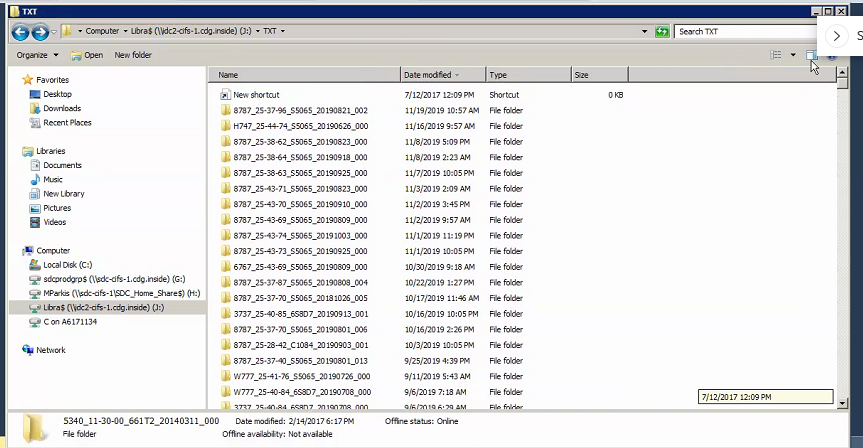 TXT
Computer Libra$ (\\idc2-cifs-1.cdg.inside) (J:) TXT Search TXT
Organize Open New folder
Name Date modified Type Size
Favorites
Desktop
Downloads
Recent Places
Libraries
Documents
Music
New Library
Pictures
Videos
Computer
Local Disk (C:)
sdcprodgrp$ (\\sdc-cifs-1.cdg.inside) (G:)
MParkis (\\sdc-cifs-1\SDC_Home_Share$) (H:)
Libra$ (\\idc2-cifs-1.cdg.inside) (J:)
C on A6171134
Network
New shortcut 7/12/2017 12:09 PM Shortcut 0 KB
8787_25-37-96_S5065_20190821_002 11/19/2019 10:57 AM File folder
H747_25-44-74_S5065_20190626_000 11/16/2019 9:57 AM File folder
8787_25-38-62_S5065_20190823_000 11/8/2019 5:09 PM File folder
8787_25-38-64_S5065_20190918_000 11/8/2019 2:23 AM File folder
8787_25-38-63_S5065_20190925_000 11/7/2019 10:05 PM File folder
8787_25-43-71_S5065_20190823_000 11/3/2019 2:09 AM File folder
8787_25-43-70_S5065_20190910_000 11/2/2019 3:45 PM File folder
8787_25-43-69_S5065_20190809_000 11/2/2019 9:57 AM File folder
8787_25-43-74_S5065_20191003_000 11/1/2019 11:19 PM File folder
8787_25-43-73_S5065_20190925_000 11/1/2019 10:05 PM File folder
6767_25-43-69_S5065_20190809_000 10/30/2019 9:18 AM File folder
8787_25-37-87_S5065_20190808_004 10/22/2019 1:27 PM File folder
8787_25-37-70_S5065_20181026_005 10/17/2019 11:46 AM File folder
3737_25-40-85_6S8D7_20190913_001 10/16/2019 10:05 PM File folder
8787_25-37-70_S5065_20190801_006 10/16/2019 2:26 PM File folder
8787_25-28-42_C1084_20190903_001 10/3/2019 10:05 PM File folder
8787_25-37-40_S5065_20190801_013 9/25/2019 4:39 PM File folder
W777_25-41-76_S5065_20190726_000 9/11/2019 5:43 AM File folder
W777_25-40-84_6S8D7_20190708_000 9/6/2019 7:18 AM File folder
3737_25-40-84_6S8D7_20190708_000 9/6/2019 6:29 AM File folder
7/12/2017 12:09 PM
5340_11-30-00_661T2_20140311_000 Date modified: 2/14/2017 6:17 PM Offline status: Online
File folder Offline availability: Not available